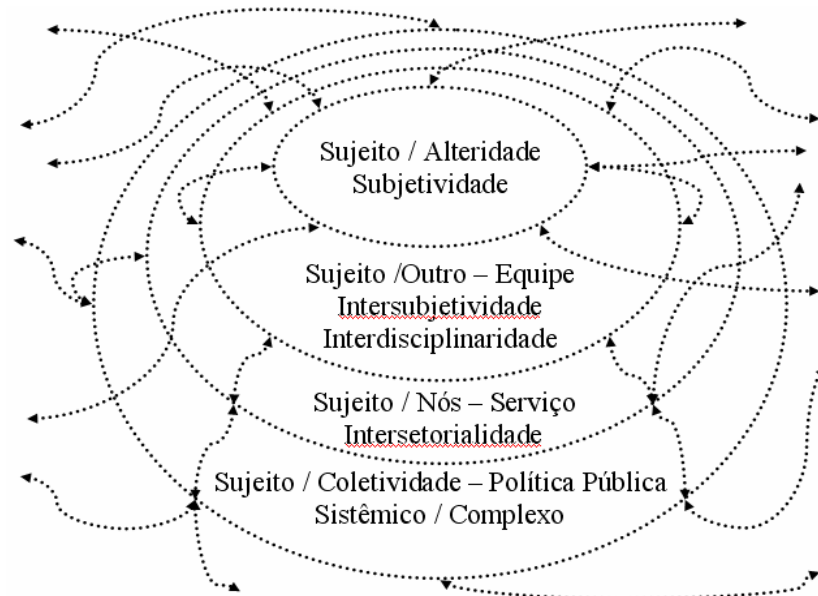 Sujeito / Alteridade
Subjetividade
Sujeito /Outro – Equipe
Intersubjetividade
Interdisciplinaridade
Sujeito / Nós – Serviço
Intersetorialidade
Sujeito / Coletividade – Política Pública
Sistêmico / Complexo